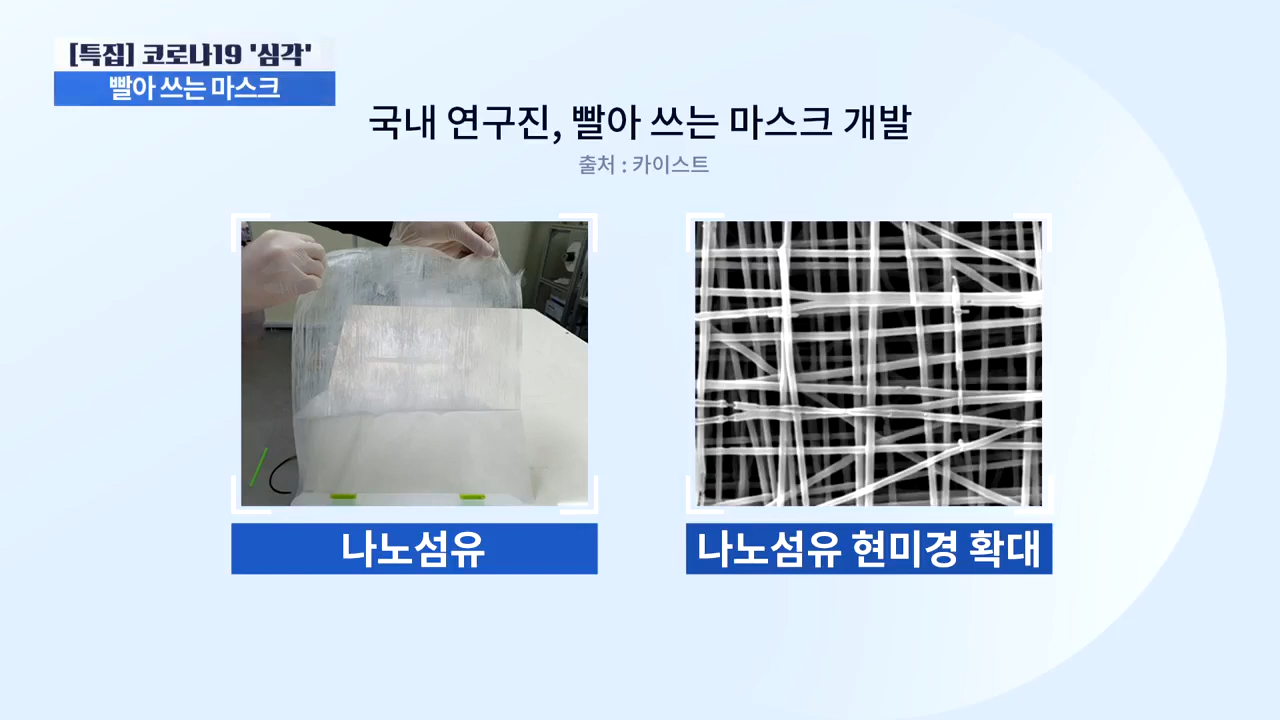 [특집] 코로나19 '심각'
빨아 쓰는 마스크
국내 연구진, 빨아 쓰는 마스크 개발
출처 : 카이스트
나노섬유
나노섬유 현미경 확대